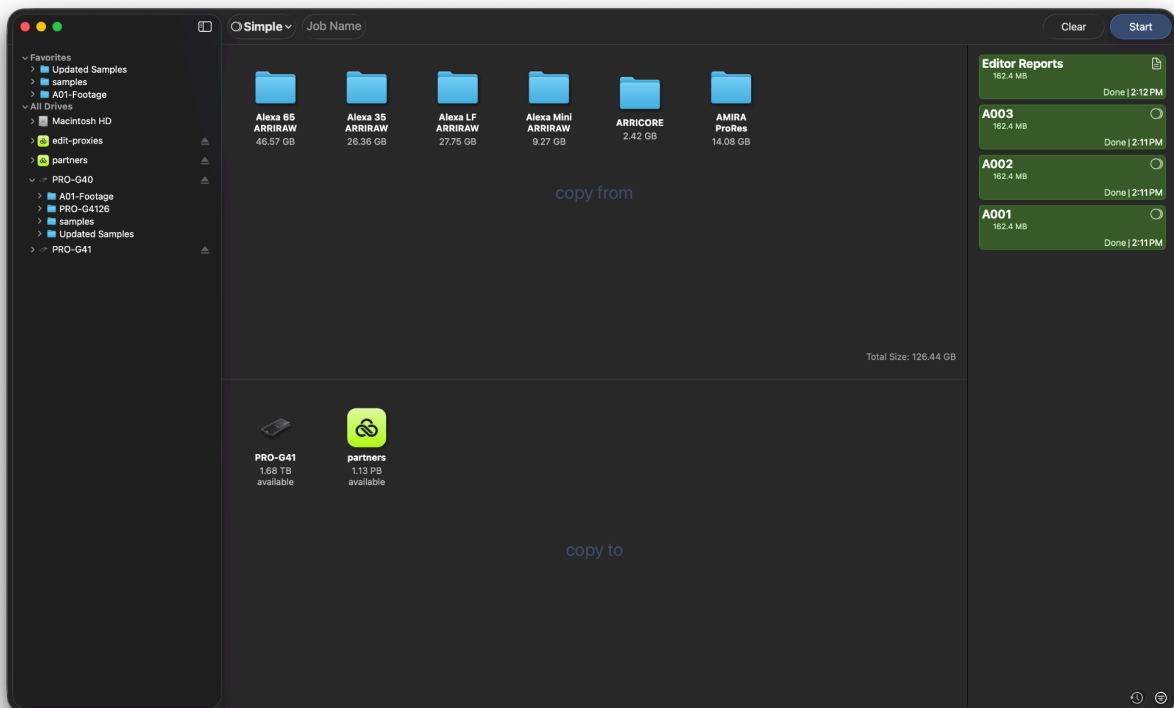 Simple
Job Name
Clear
Start
Favorites
Updated Samples
samples
A01-Footage
All Drives
Macintosh HD
edit-proxies
partners
PRO-G40
A01-Footage
PRO-G4126
samples
Updated Samples
PRO-G41
Alexa 65
ARRIRAW
46.57 GB
Alexa 35
ARRIRAW
26.36 GB
Alexa LF
ARRIRAW
27.75 GB
Alexa Mini
ARRIRAW
9.27 GB
ARRICORE
2.42 GB
AMIRA
ProRes
14.08 GB
copy from
Total Size: 126.44 GB
PRO-G41
1.68 TB
available
partners
1.13 PB
available
copy to
Editor Reports
162.4 MB
Done | 2:12 PM
A003
162.4 MB
Done | 2:11 PM
A002
162.4 MB
Done | 2:11 PM
A001
162.4 MB
Done | 2:11 PM